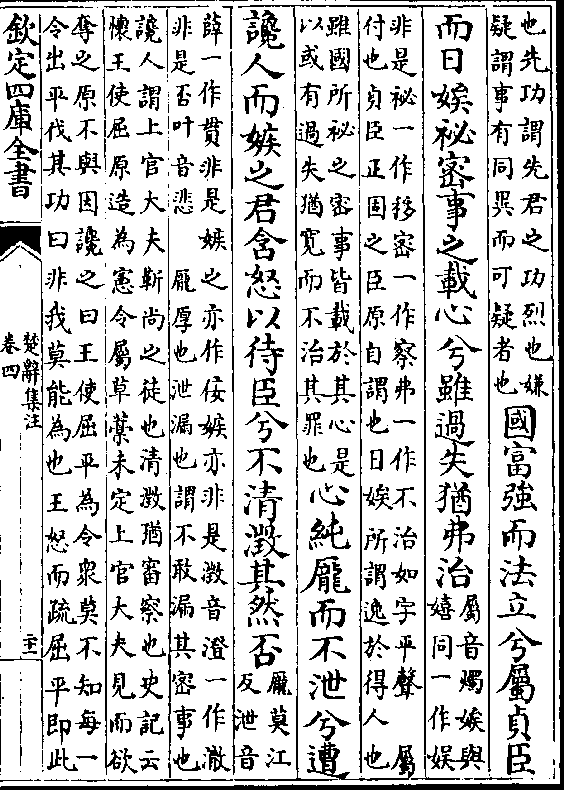 也先功謂先君之功烈也嫌
疑謂事有同異而可疑者也
國富強而法立兮屬貞臣
而日娭祕密事之載心兮雖過失猶弗治
屬音燭娭與
嬉同一作娛
非是祕一作移密一作察弗一作不治如字平聲　屬
付也貞臣正固之臣原自謂也日娭所謂逸於得人也
雖國所祕之密事皆載於其心是
以或有過失猶寬而不治其罪也
心純龎而不泄兮遭
讒人而嫉之君含怒以待臣兮不清澂其然否
龎莫江
反泄音
薛一作貫非是嫉之亦作佞嫉亦非是澂音澄一作澈
非是否叶音悲　龎厚也泄漏也謂不敢漏其密事也
讒人謂上官大夫靳尚之徒也清澂猶審察也史記云
懷王使屈原造為憲令屬草藁未定上官大夫見而欲
奪之原不與因讒之曰王使屈平為令衆莫不知每一
令出平伐其功曰非我莫能為也王怒而疏屈平即此
欽定四庫全書
楚辭集注
卷四